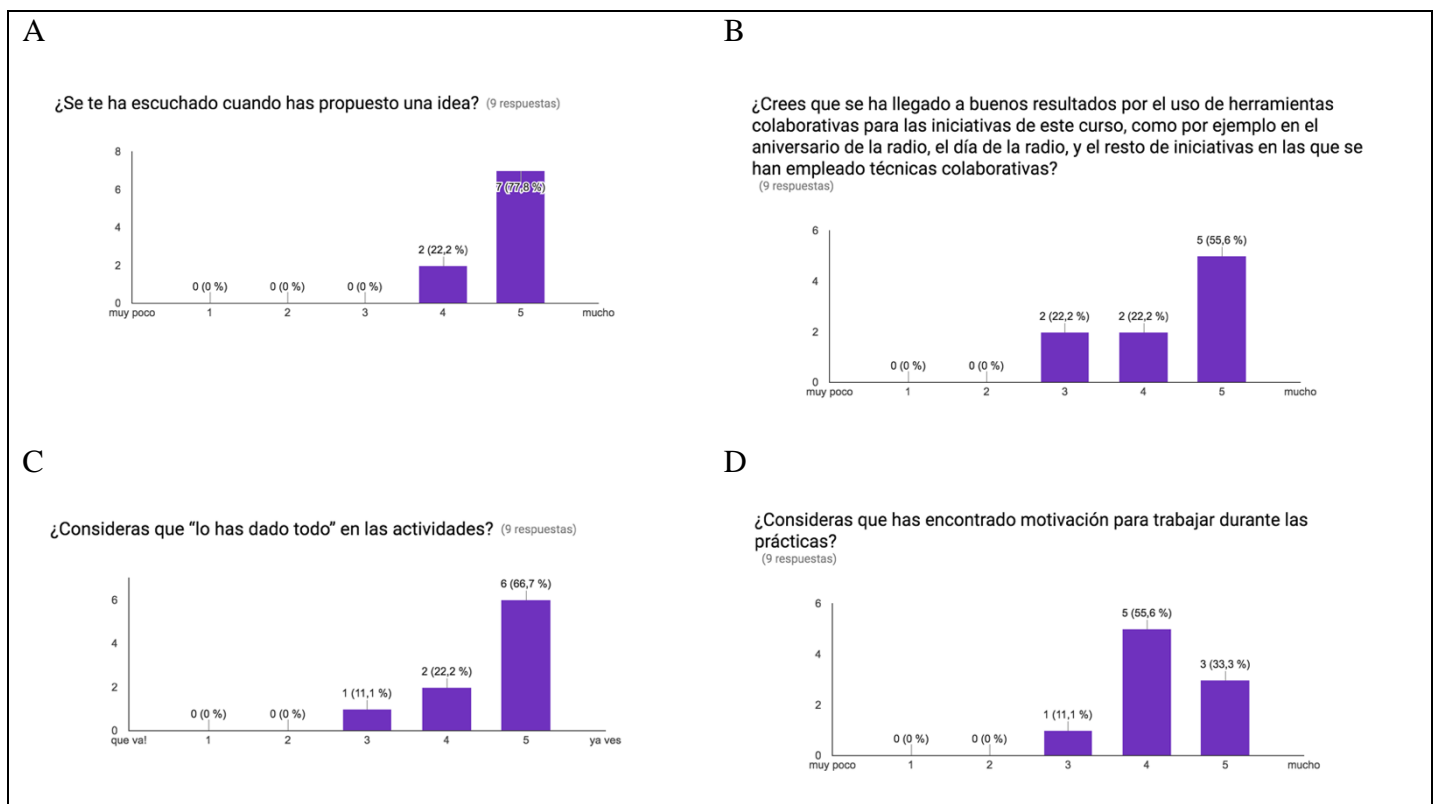 A
¿Se te ha escuchado cuando has propuesto una idea? (9 respuestas)
8
6
4
2
0
0 (0 %)
0 (0 %)
0 (0 %)
2 (22,2 %)
7 (77,8 %)
muy poco 1 2 3 4 5 mucho
B
¿Crees que se ha llegado a buenos resultados por el uso de herramientas
colaborativas para las iniciativas de este curso, como por ejemplo en el
aniversario de la radio, el día de la radio, y el resto de iniciativas en las que se
han empleado técnicas colaborativas?
(9 respuestas)
6
4
2
0
0 (0 %)
0 (0 %)
2 (22,2 %)
2 (22,2 %)
5 (55,6 %)
muy poco 1 2 3 4 5 mucho
C
¿Consideras que “lo has dado todo” en las actividades? (9 respuestas)
6
4
2
0
0 (0 %)
0 (0 %)
1 (11,1 %)
2 (22,2 %)
6 (66,7 %)
que va! 1 2 3 4 5 ya ves
D
¿Consideras que has encontrado motivación para trabajar durante las
prácticas?
(9 respuestas)
6
4
2
0
0 (0 %)
0 (0 %)
1 (11,1 %)
5 (55,6 %)
3 (33,3 %)
muy poco 1 2 3 4 5 mucho